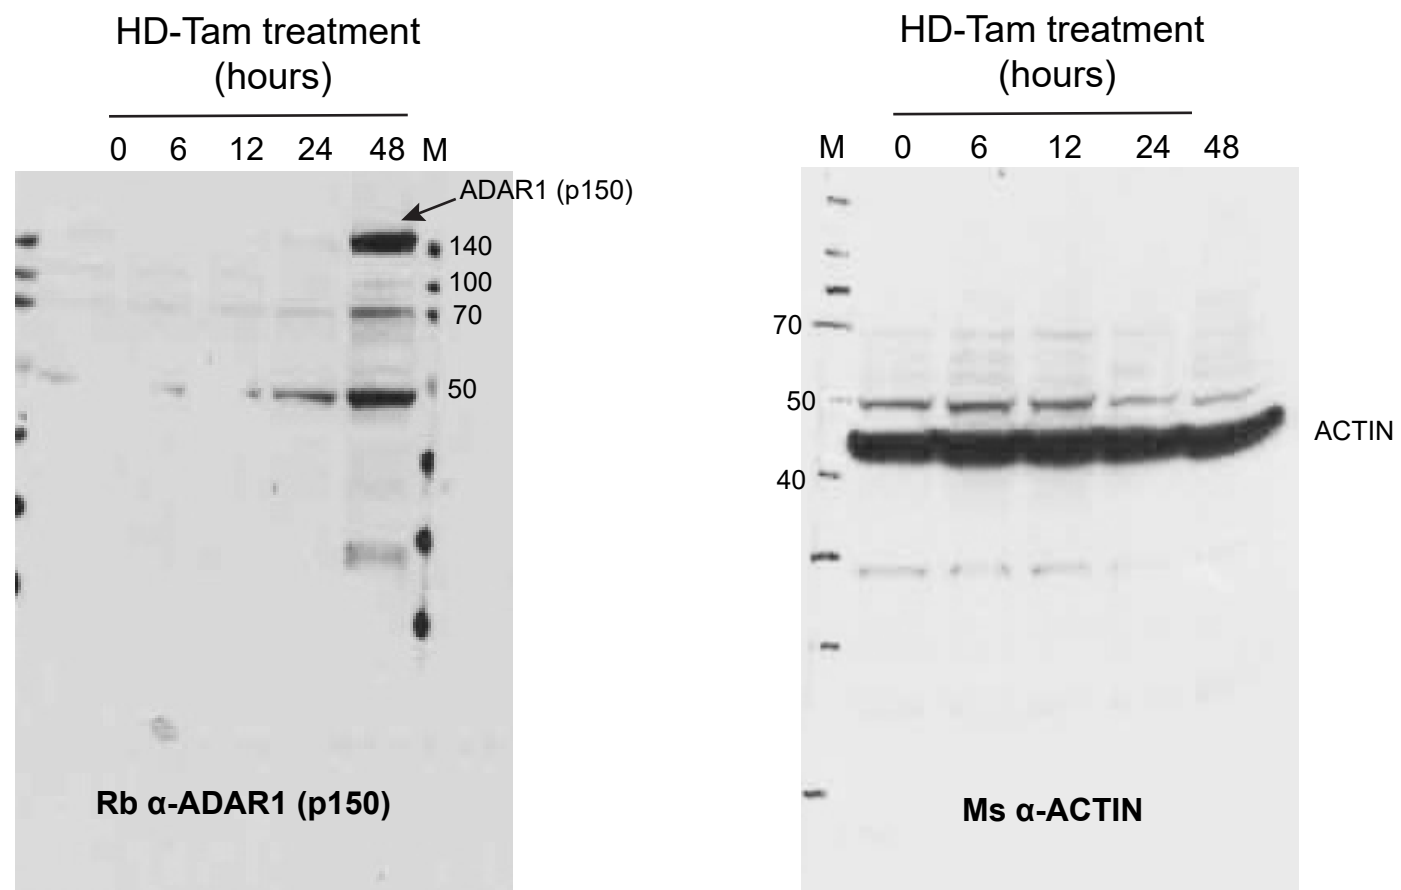 HD-Tam treatment
(hours)
0 6 12 24 48 M
ADAR1 (p150)
140
100
70
50
Rb α-ADAR1 (p150)
HD-Tam treatment
(hours)
M 0 6 12 24 48
70
50
ACTIN
40
Ms α-ACTIN